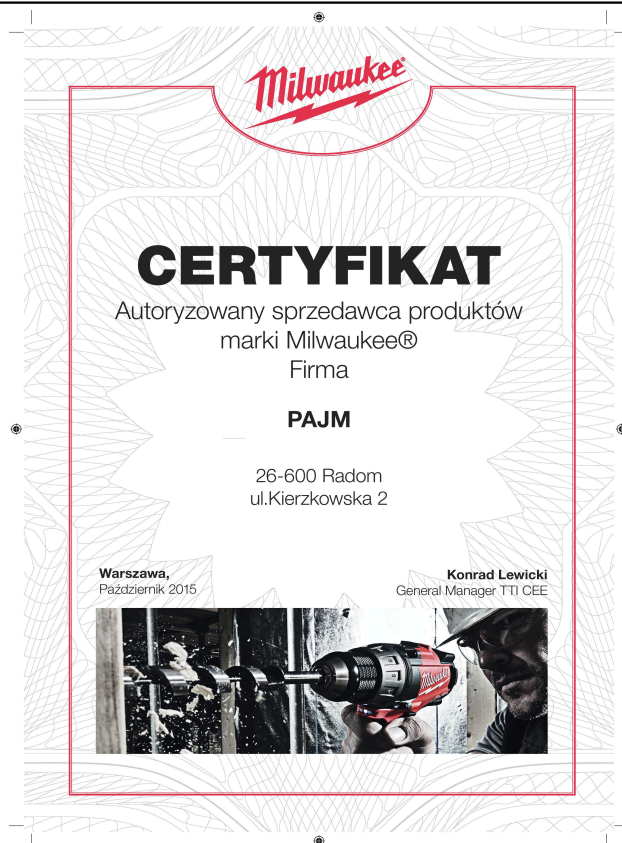 Milwaukee®
CERTYFIKAT
Autoryzowany sprzedawca produktów
marki Milwaukee®
Firma
PAJM
26-600 Radom
ul.Kierzkowska 2
Warszawa,
Październik 2015
Konrad Lewicki
General Manager TTI CEE
Milwaukee